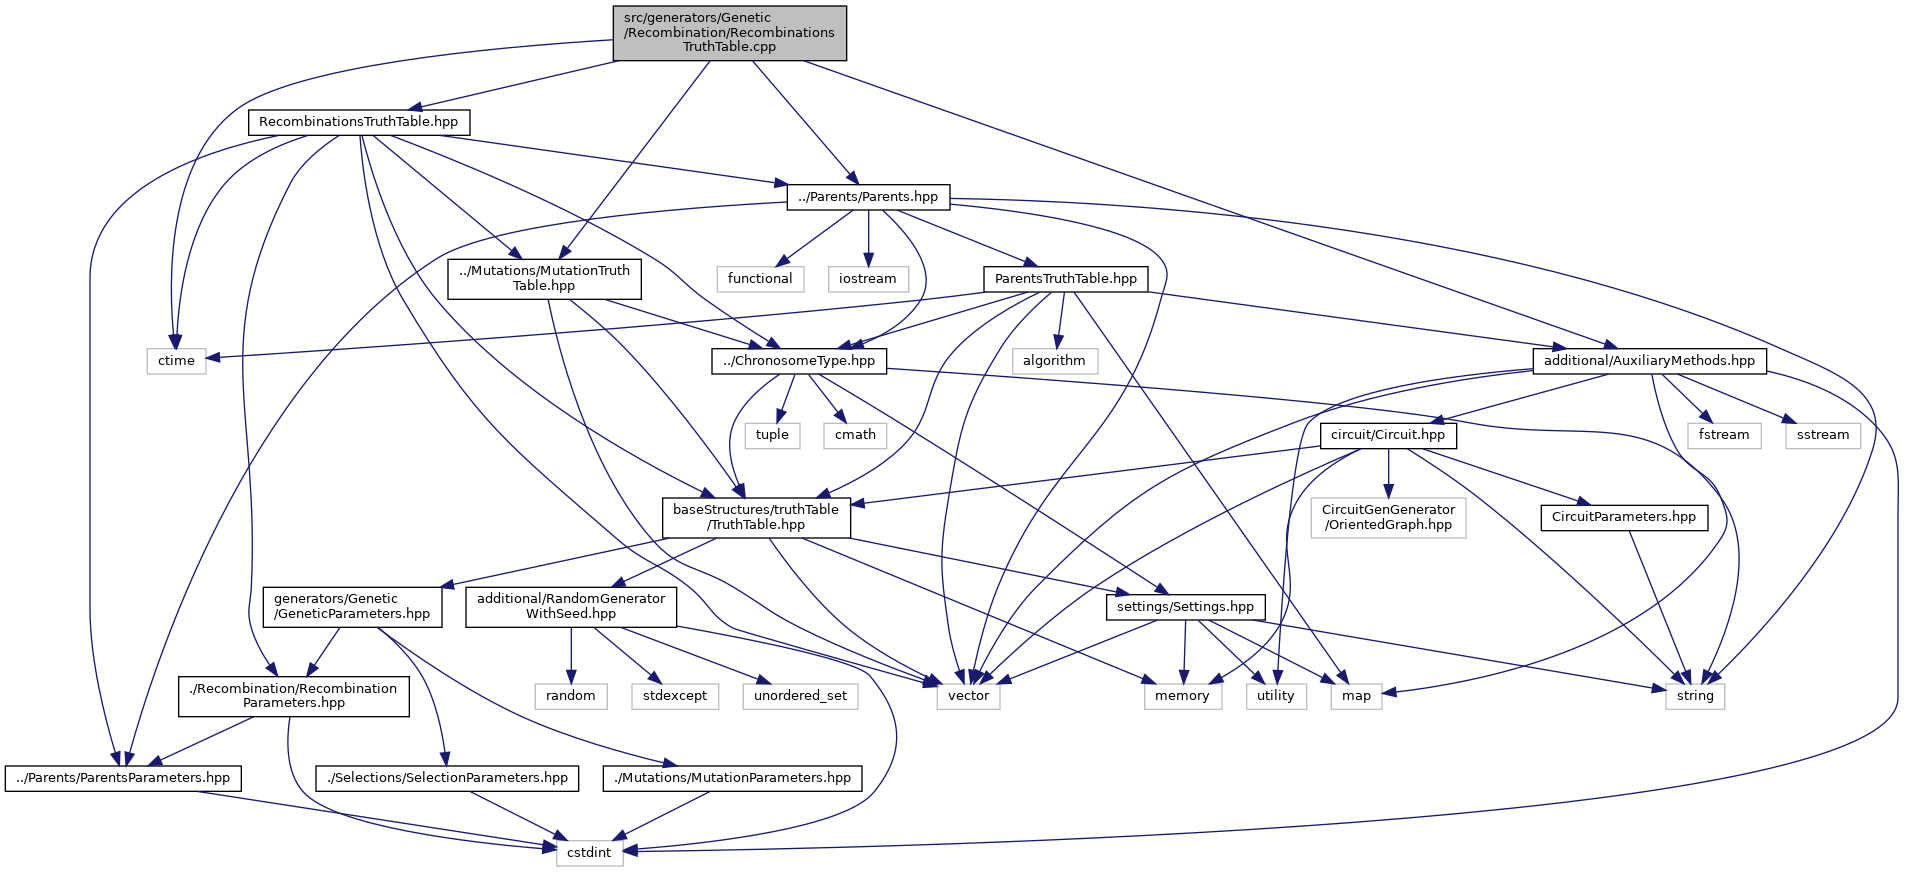 src/generators/Genetic
/Recombination/Recombinations
TruthTable.cpp
RecombinationsTruthTable.hpp
../Parents/Parents.hpp
../Mutations/MutationTruth
Table.hpp
functional
iostream
ParentsTruthTable.hpp
ctime
../ChronosomeType.hpp
algorithm
additional/AuxiliaryMethods.hpp
tuple
cmath
circuit/Circuit.hpp
fstream
sstream
baseStructures/truthTable
/TruthTable.hpp
CircuitGenGenerator
/OrientedGraph.hpp
CircuitParameters.hpp
generators/Genetic
/GeneticParameters.hpp
additional/RandomGenerator
WithSeed.hpp
settings/Settings.hpp
./Recombination/Recombination
Parameters.hpp
random
stdexcept
unordered_set
vector
memory
utility
map
string
../Parents/ParentsParameters.hpp
./Selections/SelectionParameters.hpp
./Mutations/MutationParameters.hpp
cstdint